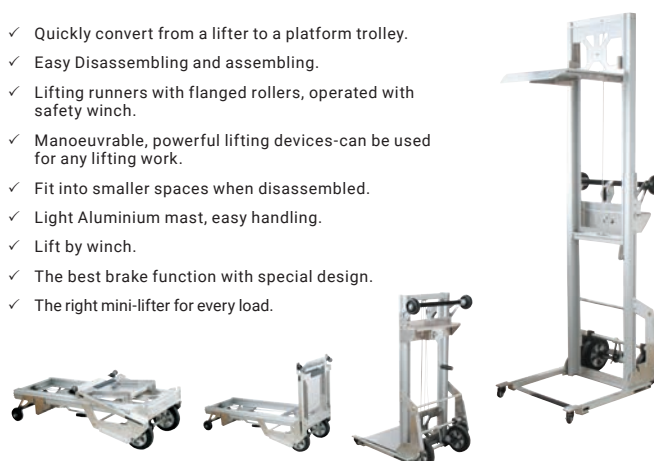 ✓ Quickly convert from a lifter to a platform trolley.
✓ Easy Disassembling and assembling.
✓ Lifting runners with flanged rollers, operated with
safety winch.
✓ Manoeuvrable, powerful lifting devices-can be used
for any lifting work.
✓ Fit into smaller spaces when disassembled.
✓ Light Aluminium mast, easy handling.
✓ Lift by winch.
✓ The best brake function with special design.
✓ The right mini-lifter for every load.